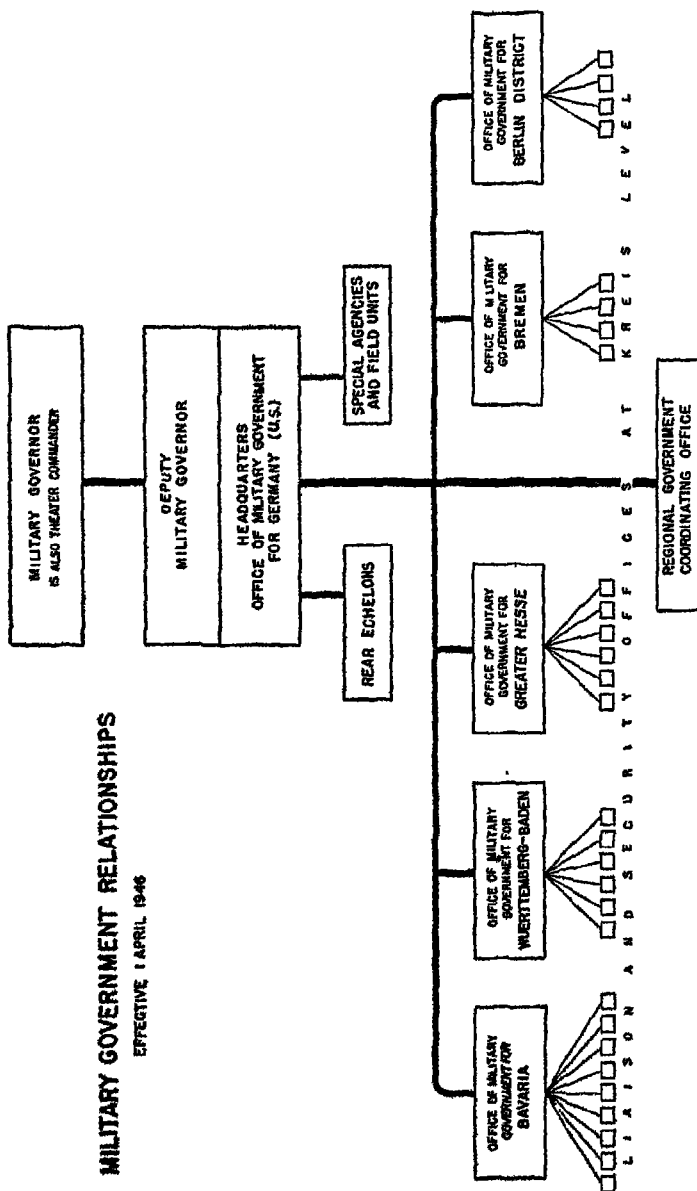 MILITARY GOVERNMENT RELATIONSHIPS
EFFECTIVE 1 APRIL 1946
MILITARY GOVERNOR
IS ALSO THEATER COMMANDER
DEPUTY
MILITARY GOVERNOR
HEADQUARTERS
OFFICE OF MILITARY GOVERNMENT
FOR GERMANY (U.S.)
REAR ECHELONS
SPECIAL AGENCIES
AND FIELD UNITS
OFFICE OF MILITARY
GOVERNMENT FOR
BAVARIA
OFFICE OF MILITARY
GOVERNMENT FOR
WUERTTEMBERG-BADEN
OFFICE OF MILITARY
GOVERNMENT FOR
GREATER HESSE
OFFICE OF MILITARY
GOVERNMENT FOR
BREMEN
OFFICE OF MILITARY
GOVERNMENT FOR
BERLIN DISTRICT
LIAISON AND SECURITY OFFICES AT KREIS LEVEL
REGIONAL GOVERNMENT
COORDINATING OFFICE